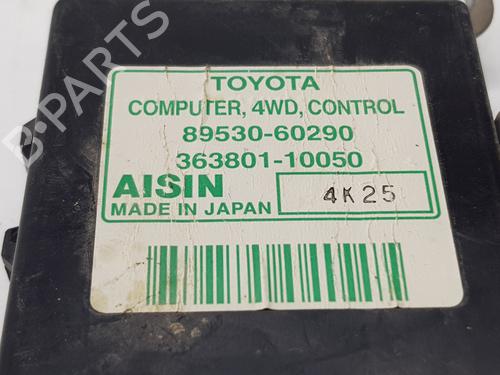 B-PARTS
TOYOTA
COMPUTER, 4WD, CONTROL
89530-60290
363801-10050
AISIN
MADE IN JAPAN
4K25